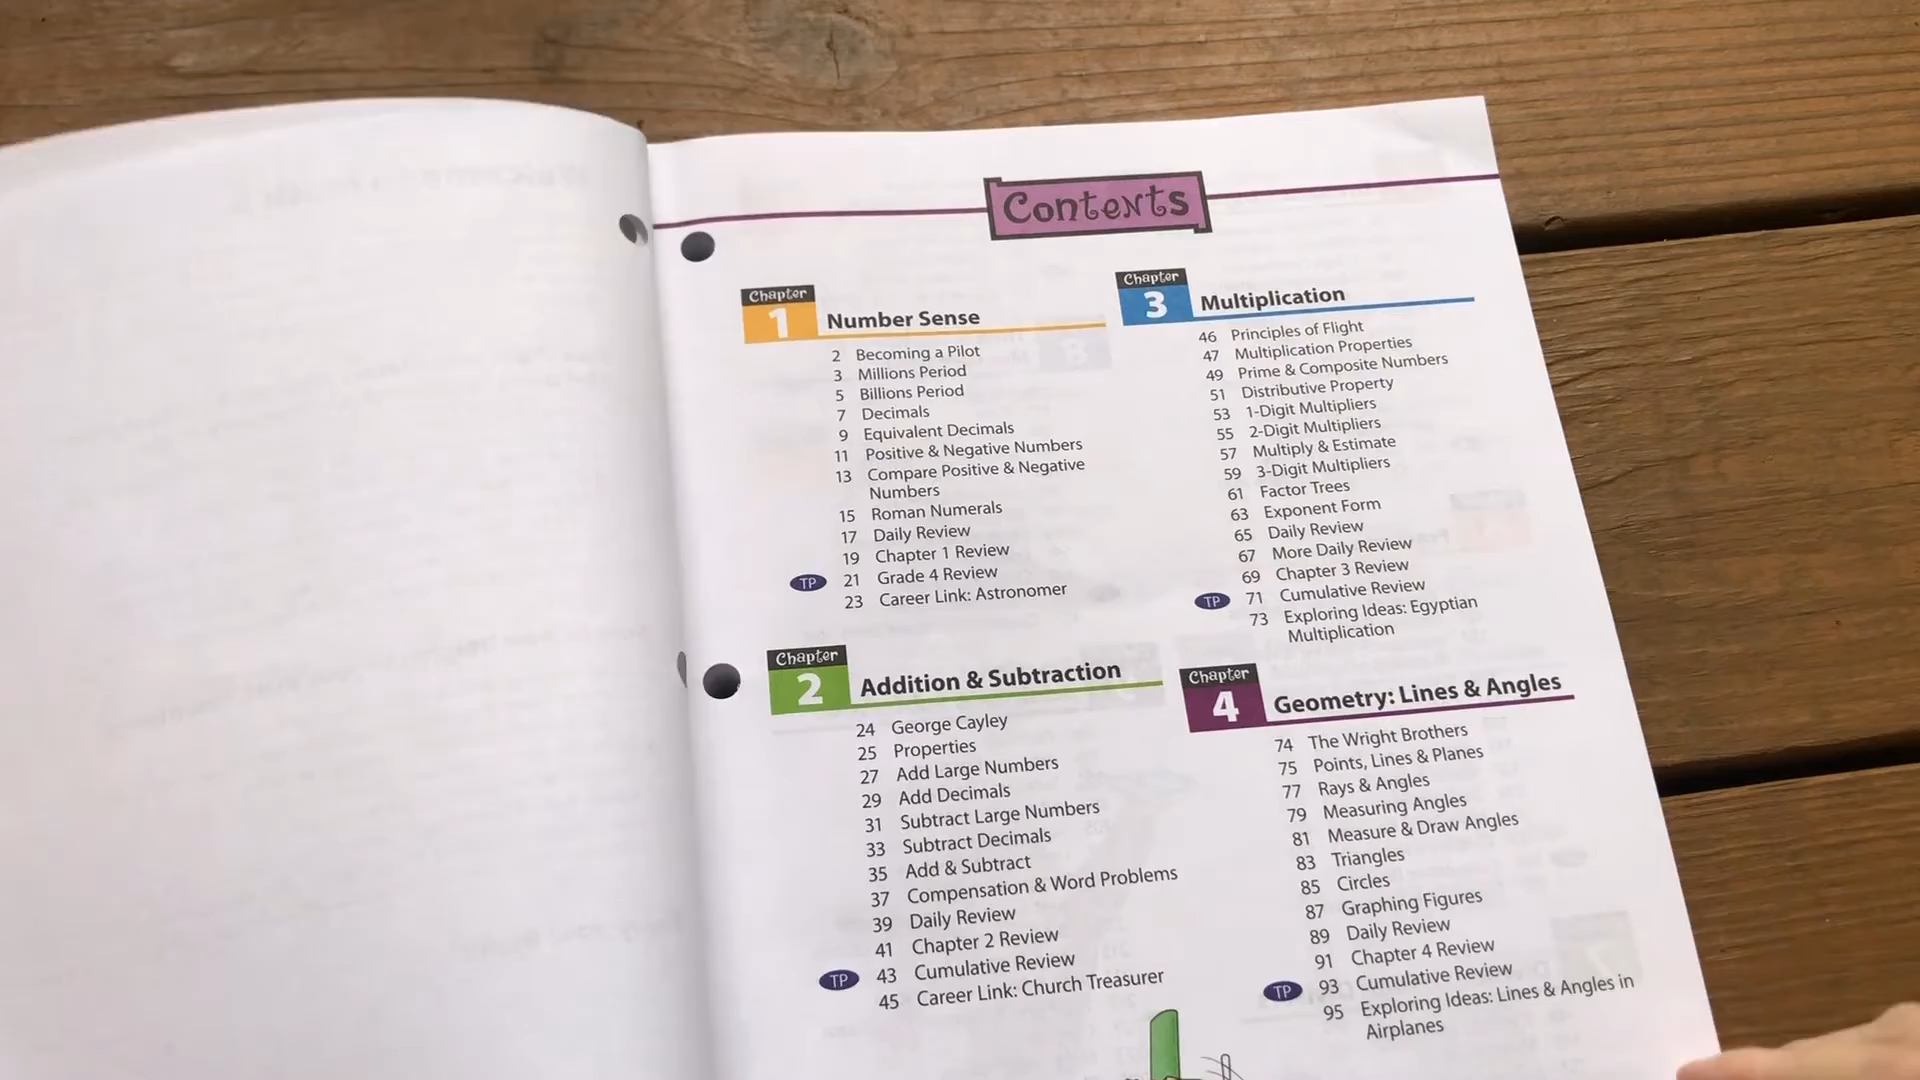 Contents
Chapter
1
Number Sense
2 Becoming a Pilot
3 Millions Period
5 Billions Period
7 Decimals
9 Equivalent Decimals
11 Positive & Negative Numbers
13 Compare Positive & Negative
Numbers
15 Roman Numerals
17 Daily Review
19 Chapter 1 Review
TP 21 Grade 4 Review
23 Career Link: Astronomer
Chapter
2
Addition & Subtraction
24 George Cayley
25 Properties
27 Add Large Numbers
29 Add Decimals
31 Subtract Large Numbers
33 Subtract Decimals
35 Add & Subtract
37 Compensation & Word Problems
39 Daily Review
41 Chapter 2 Review
TP 43 Cumulative Review
45 Career Link: Church Treasurer
Chapter
3
Multiplication
46 Principles of Flight
47 Multiplication Properties
49 Prime & Composite Numbers
51 Distributive Property
53 1-Digit Multipliers
55 2-Digit Multipliers
57 Multiply & Estimate
59 3-Digit Multipliers
61 Factor Trees
63 Exponent Form
65 Daily Review
67 More Daily Review
69 Chapter 3 Review
TP 71 Cumulative Review
73 Exploring Ideas: Egyptian
Multiplication
Chapter
4
Geometry: Lines & Angles
74 The Wright Brothers
75 Points, Lines & Planes
77 Rays & Angles
79 Measuring Angles
81 Measure & Draw Angles
83 Triangles
85 Circles
87 Graphing Figures
89 Daily Review
91 Chapter 4 Review
TP 93 Cumulative Review
95 Exploring Ideas: Lines & Angles in
Airplanes